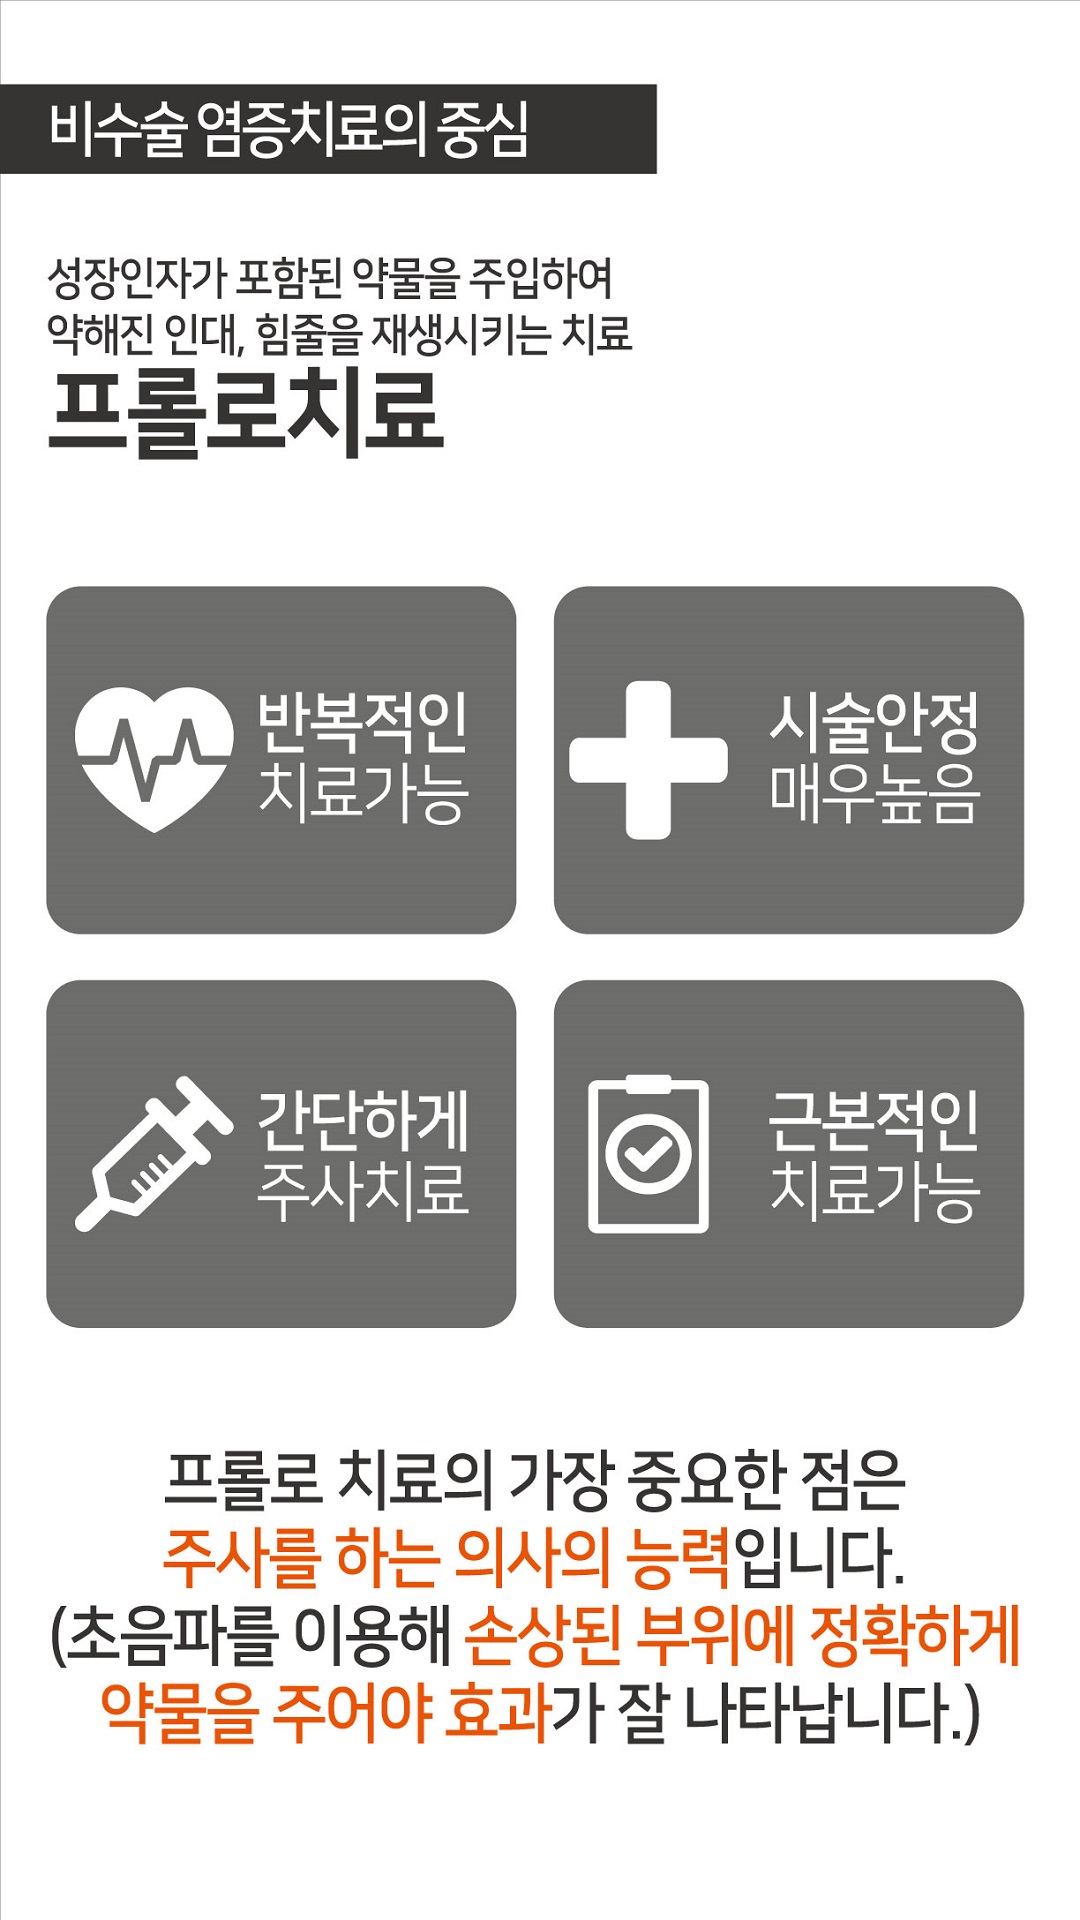 비수술 염증치료의 중심
성장인자가 포함된 약물을 주입하여
약해진 인대, 힘줄을 재생시키는 치료
프롤로치료
반복적인
치료가능
시술안정
매우높음
간단하게
주사치료
근본적인
치료가능
프롤로 치료의 가장 중요한 점은
주사를 하는 의사의 능력입니다.
(초음파를 이용해 손상된 부위에 정확하게
약물을 주어야 효과가 잘 나타납니다.)